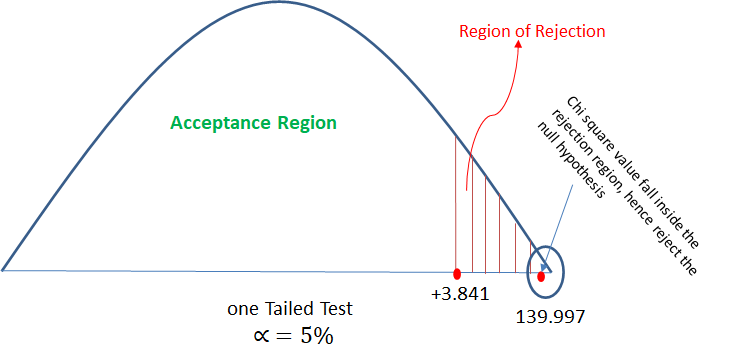 Region of Rejection
Acceptance Region
Chi square value fall inside the
rejection region, hence reject the
null hypothesis
+3.841
139.997
one Tailed Test
∝ = 5%